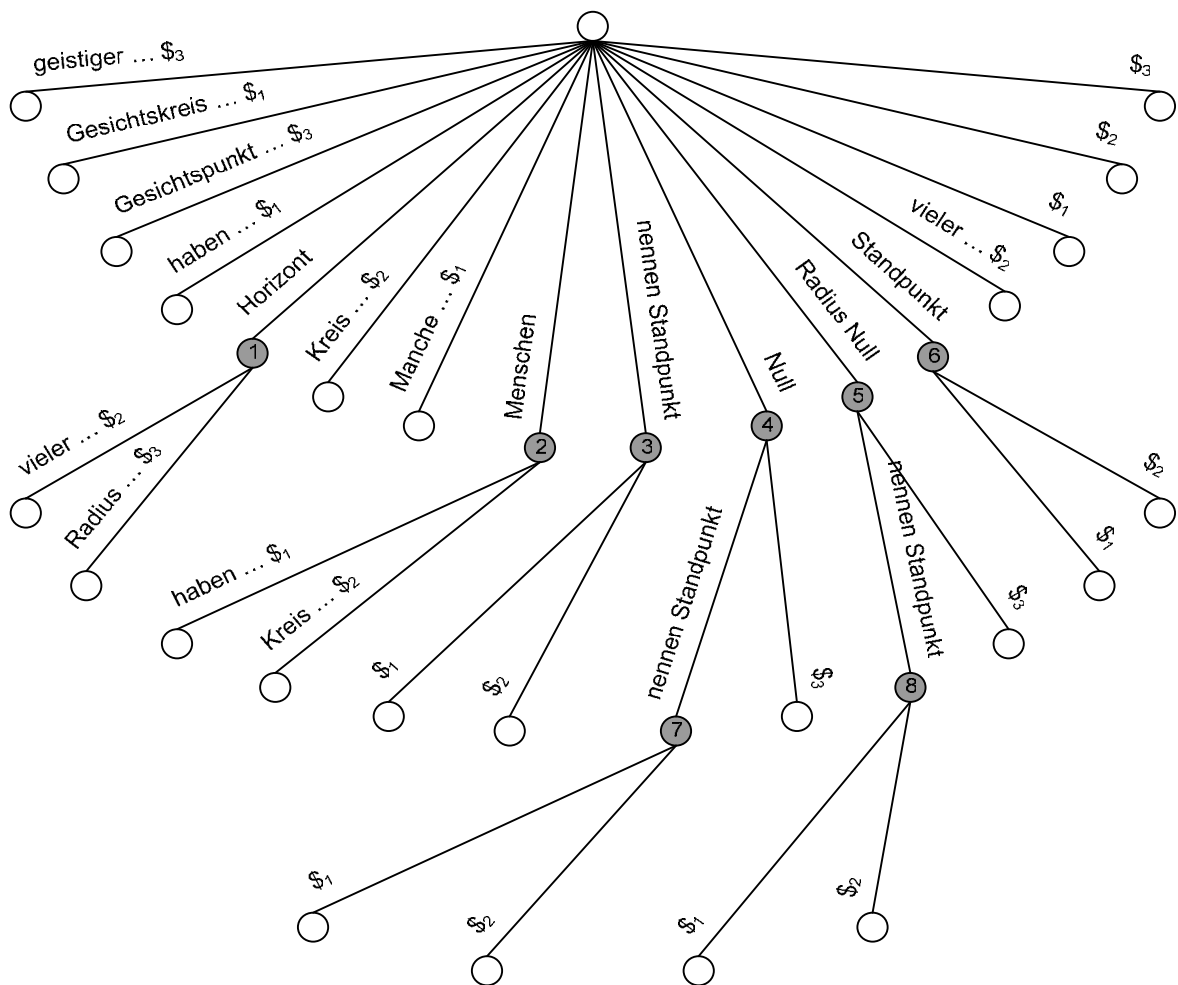 geistiger … $3
Gesichtskreis … $1
Gesichtspunkt … $3
haben … $1
Horizont
Kreis … $2
Manche … $1
Menschen
nennen Standpunkt
Null
Radius Null
Standpunkt
vieler … $2
$1
$2
$3
1
2
3
4
5
6
vieler … $2
Radius … $3
haben … $1
Kreis … $2
$1
$2
nennen Standpunkt
$3
nennen Standpunkt
$3
$1
$2
7
8
$1
$2
$1
$2